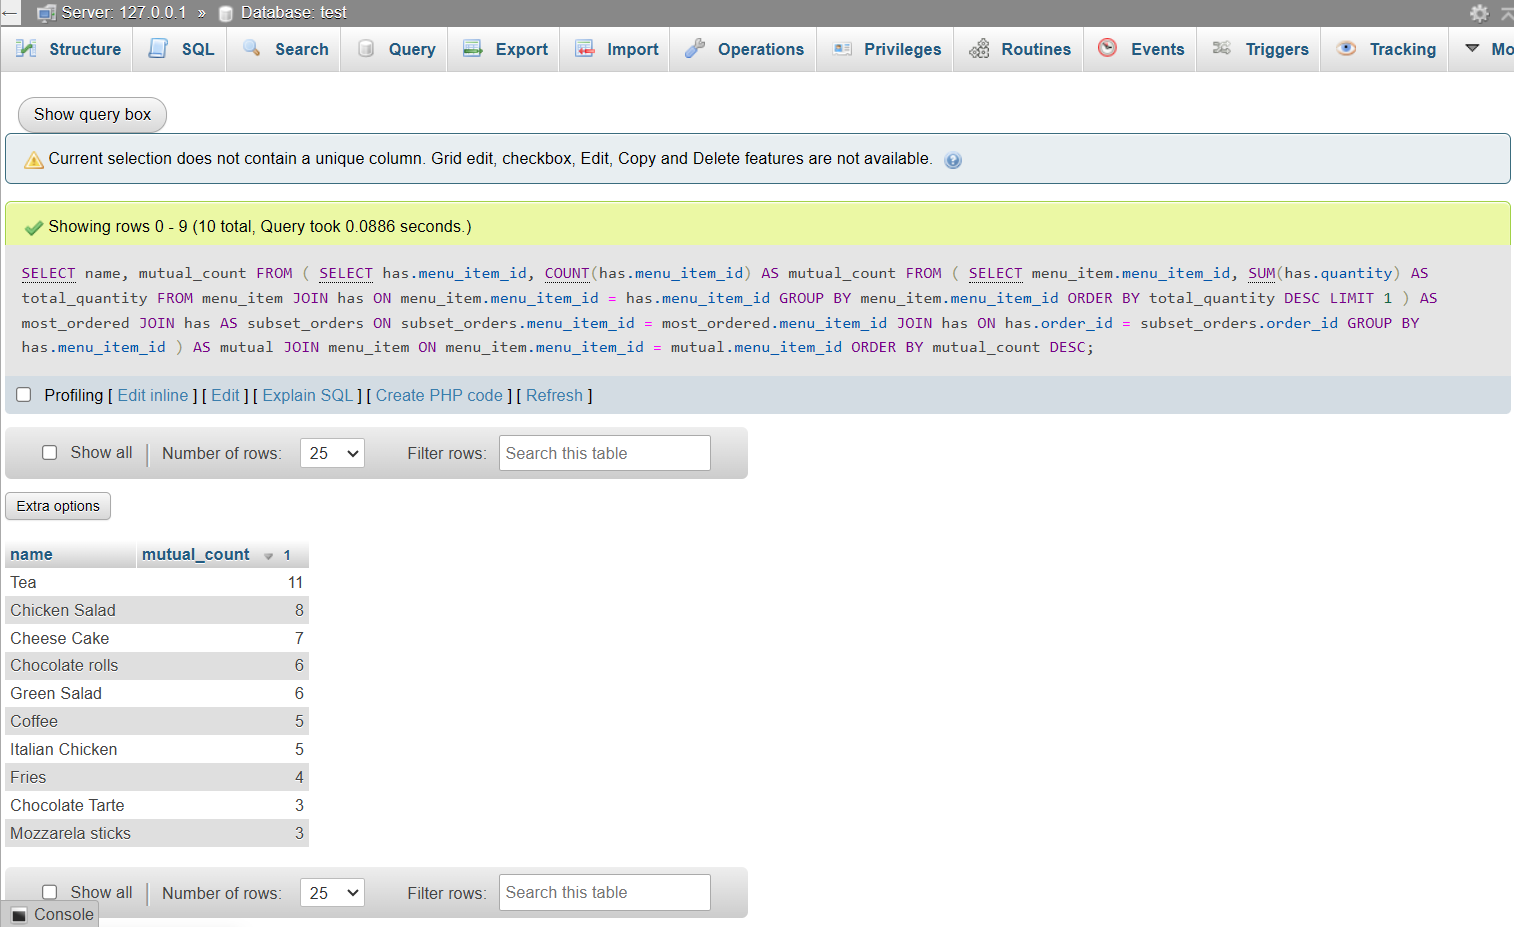 ← Server: 127.0.0.1 » Database: test
Structure SQL Search Query Export Import Operations Privileges Routines Events Triggers Tracking Mo
Show query box
Current selection does not contain a unique column. Grid edit, checkbox, Edit, Copy and Delete features are not available.
Showing rows 0 - 9 (10 total, Query took 0.0886 seconds.)
SELECT name, mutual_count FROM ( SELECT has.menu_item_id, COUNT(has.menu_item_id) AS mutual_count FROM ( SELECT menu_item.menu_item_id, SUM(has.quantity) AS
total_quantity FROM menu_item JOIN has ON menu_item.menu_item_id = has.menu_item_id GROUP BY menu_item.menu_item_id ORDER BY total_quantity DESC LIMIT 1 ) AS
most_ordered JOIN has AS subset_orders ON subset_orders.menu_item_id = most_ordered.menu_item_id JOIN has ON has.order_id = subset_orders.order_id GROUP BY
has.menu_item_id ) AS mutual JOIN menu_item ON menu_item.menu_item_id = mutual.menu_item_id ORDER BY mutual_count DESC;
Profiling [ Edit inline ] [ Edit ] [ Explain SQL ] [ Create PHP code ] [ Refresh ]
Show all Number of rows: 25 Filter rows: Search this table
Extra options
name mutual_count 1
Tea 11
Chicken Salad 8
Cheese Cake 7
Chocolate rolls 6
Green Salad 6
Coffee 5
Italian Chicken 5
Fries 4
Chocolate Tarte 3
Mozzarela sticks 3
Show all Number of rows: 25 Filter rows: Search this table
Console